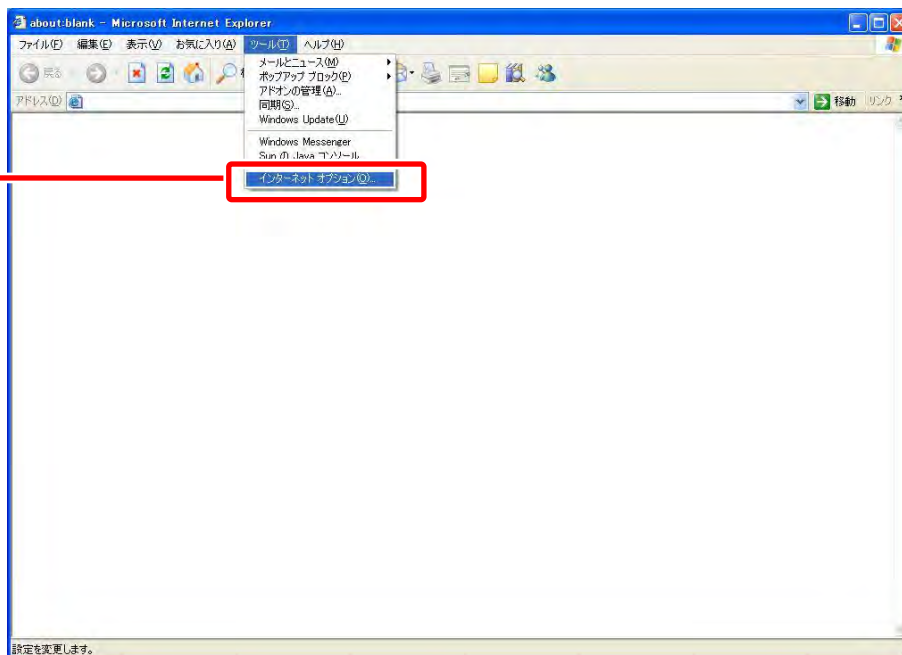 about:blank - Microsoft Internet Explorer
ファイル(F) 編集(E) 表示(V) お気に入り(A) ツール(T) ヘルプ(H)
戻る
アドレス(D) 移動 リンク
メールとニュース(M)
ポップアップ ブロック(P)
アドオンの管理(A)...
同期(S)...
Windows Update(U)
Windows Messenger
Sun の Java コンソール
インターネット オプション(O)...
設定を変更します。